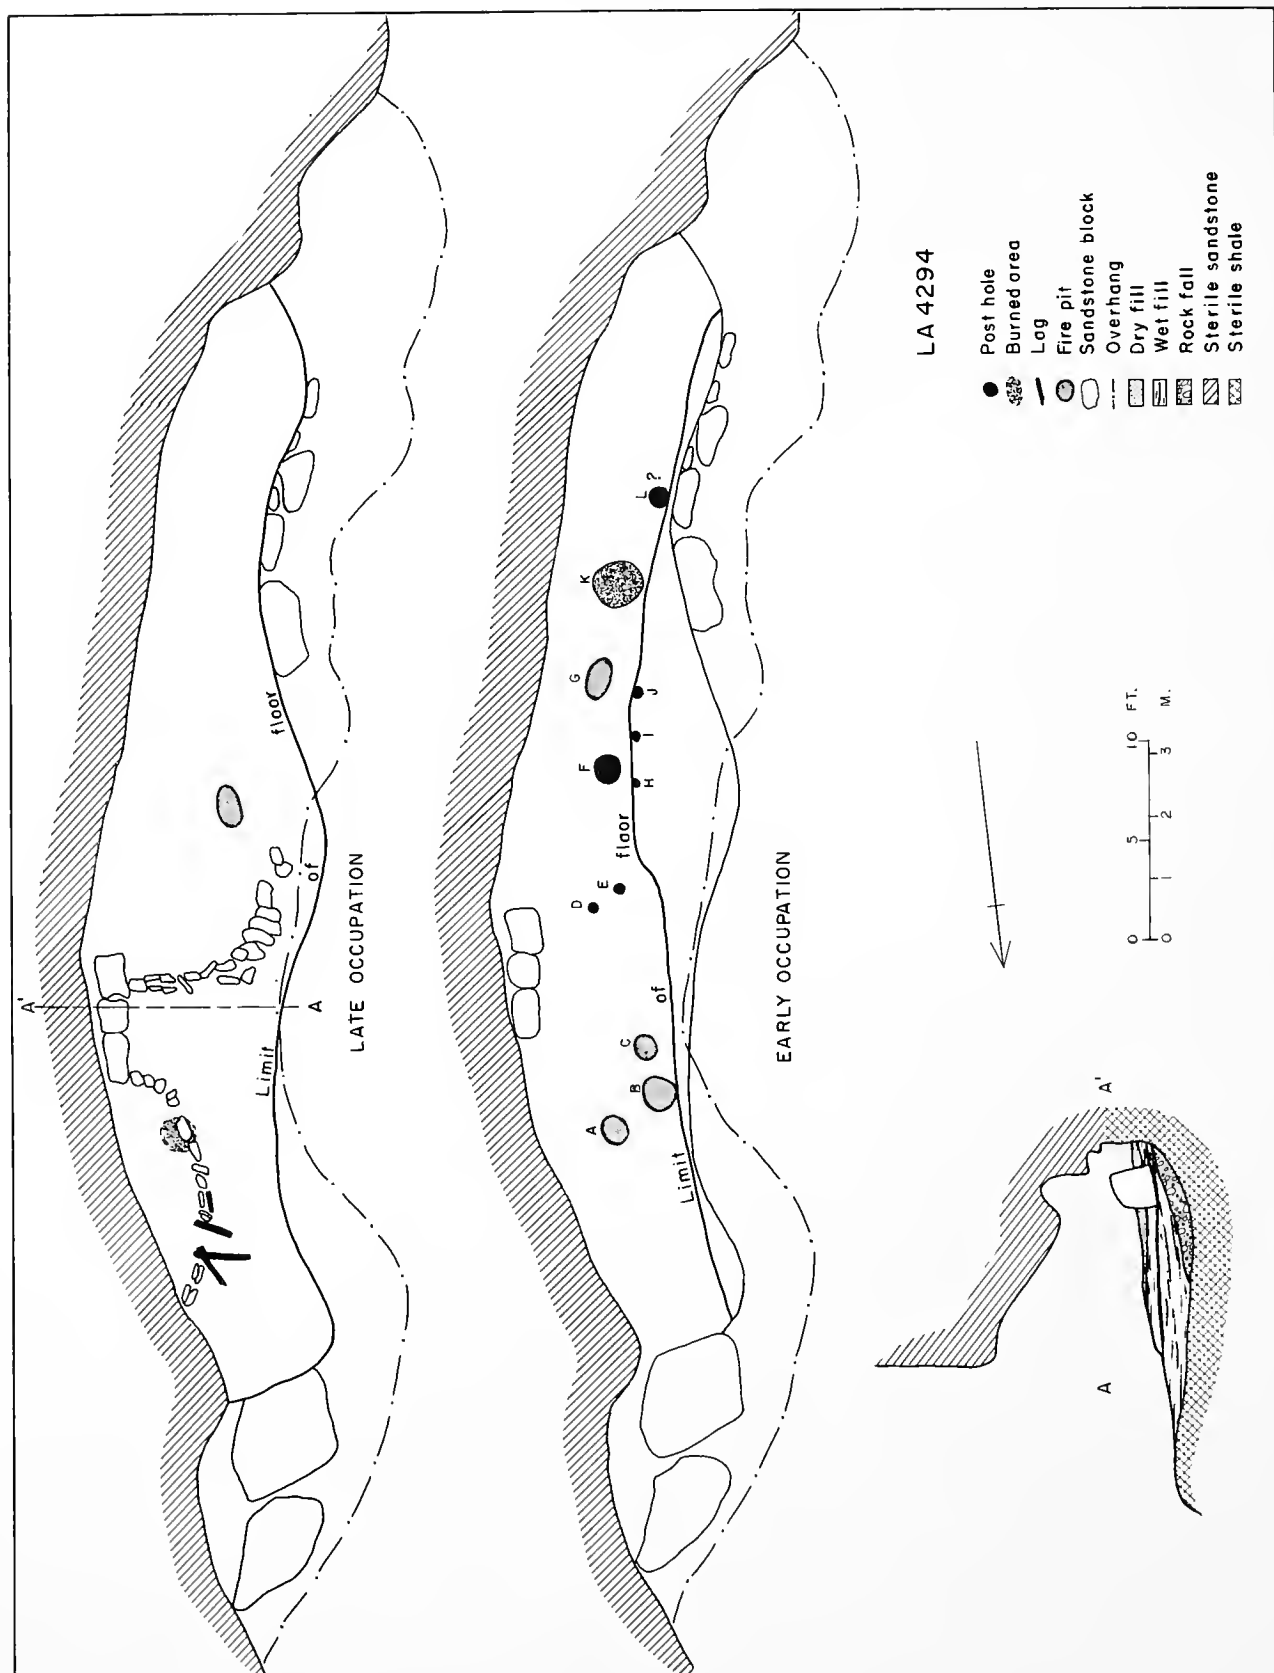 A'
A
Limit of floor
LATE OCCUPATION
A
B
C
D
E
F
G
H
I
J
K
L ?
Limit of floor
EARLY OCCUPATION
0 5 10 FT.
0 1 2 3 M.
A
A'
LA 4294
Post hole
Burned area
Lag
Fire pit
Sandstone block
Overhang
Dry fill
Wet fill
Rock fall
Sterile sandstone
Sterile shale